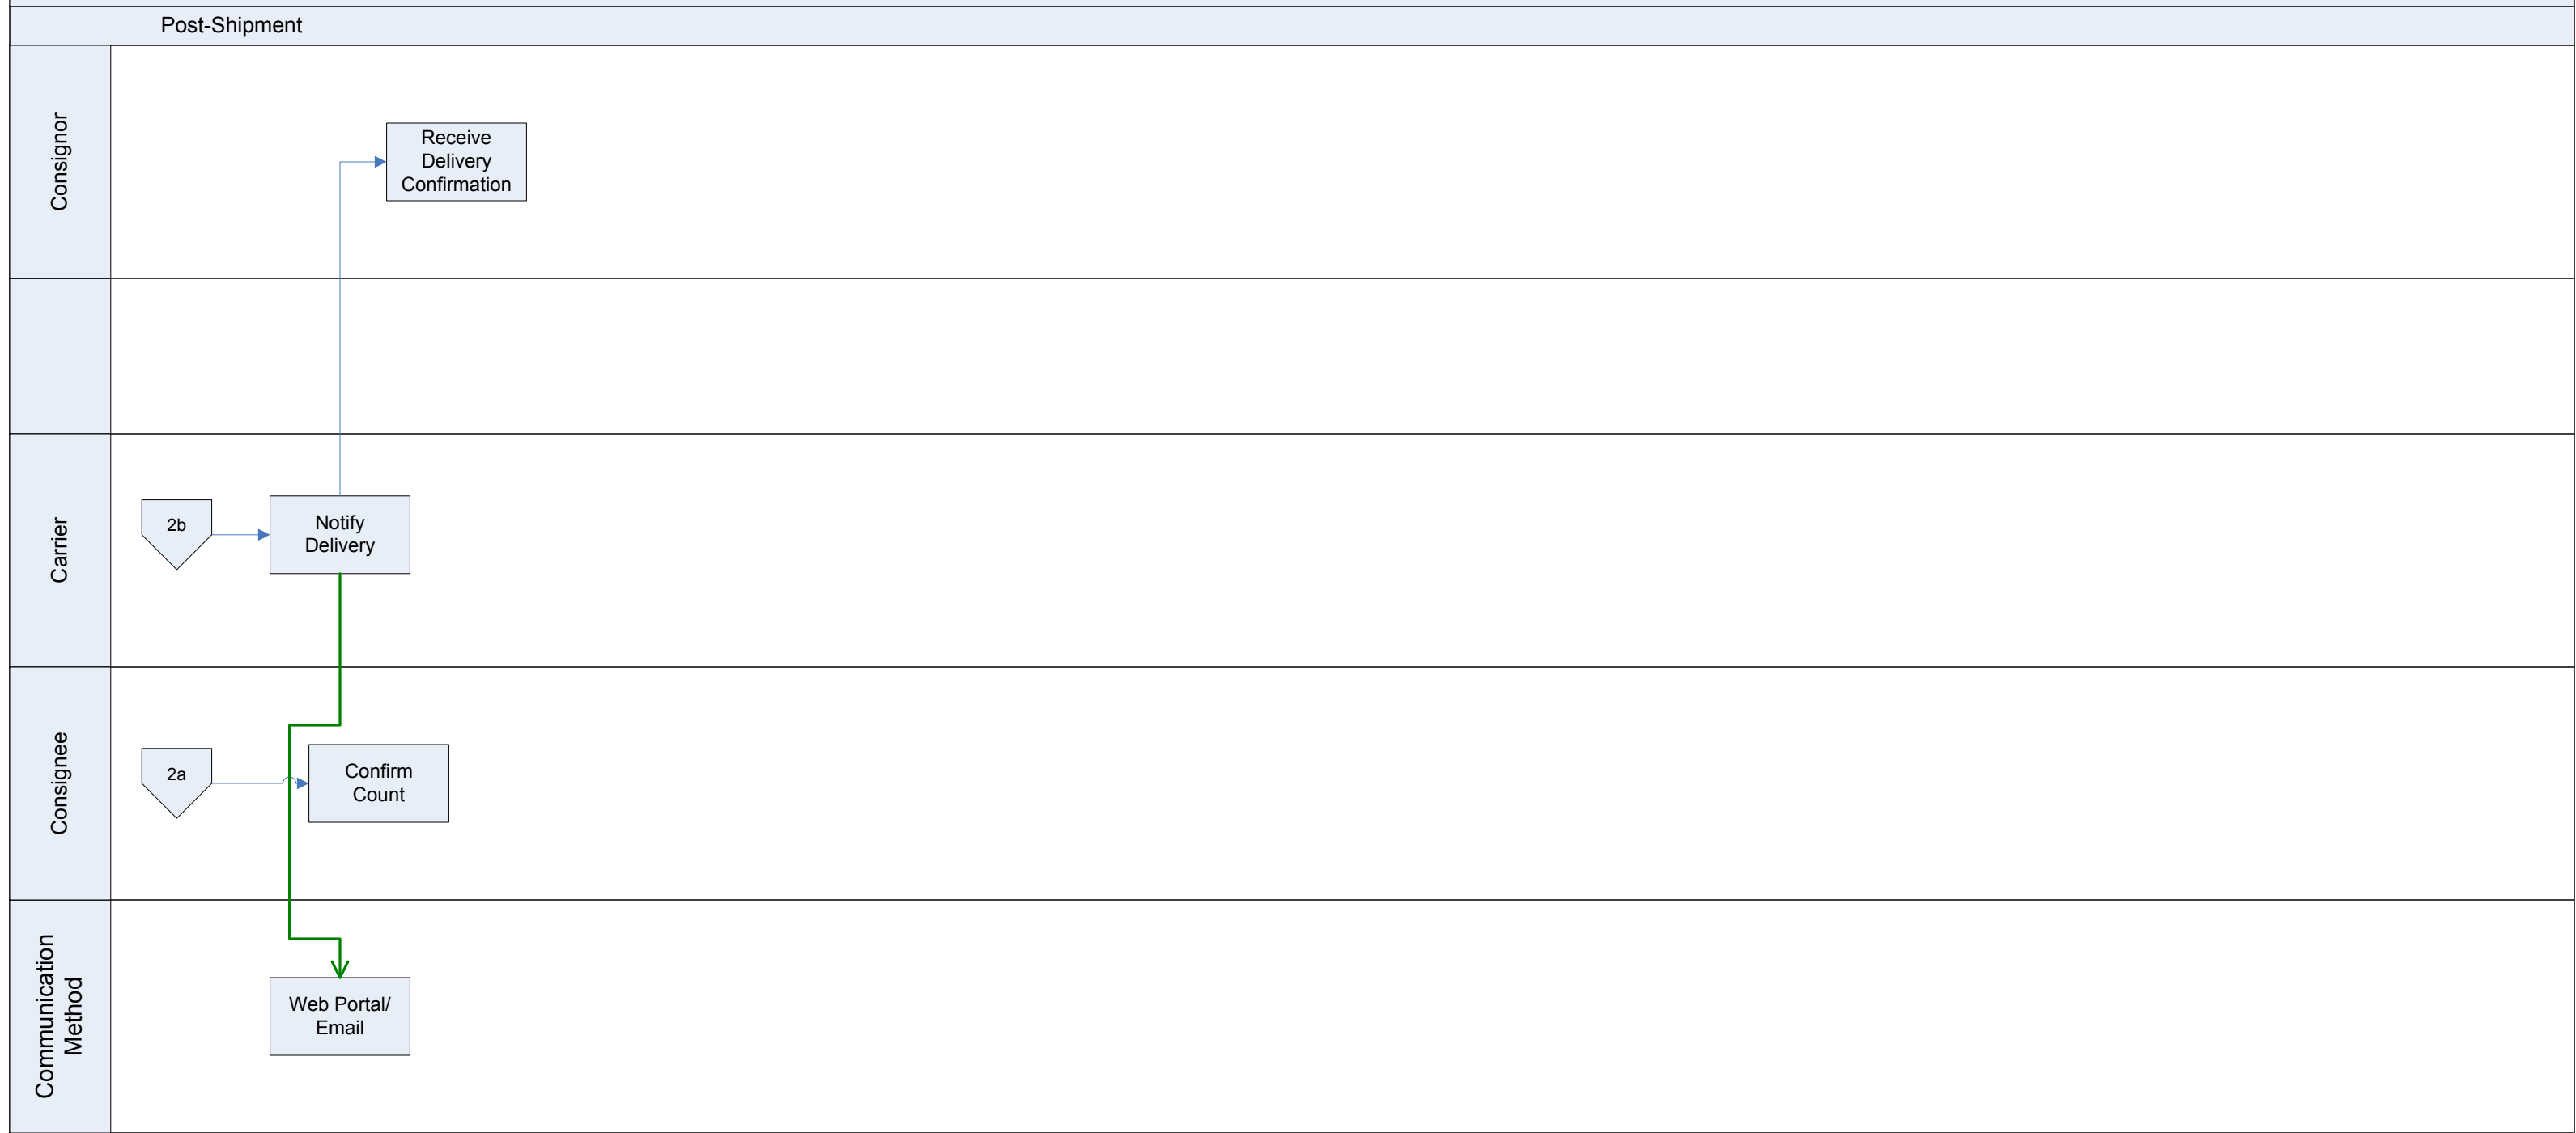 Post-Shipment
Consignor
Receive
Delivery
Confirmation
Carrier
2b
Notify
Delivery
Consignee
2a
Confirm
Count
Communication
Method
Web Portal/
Email